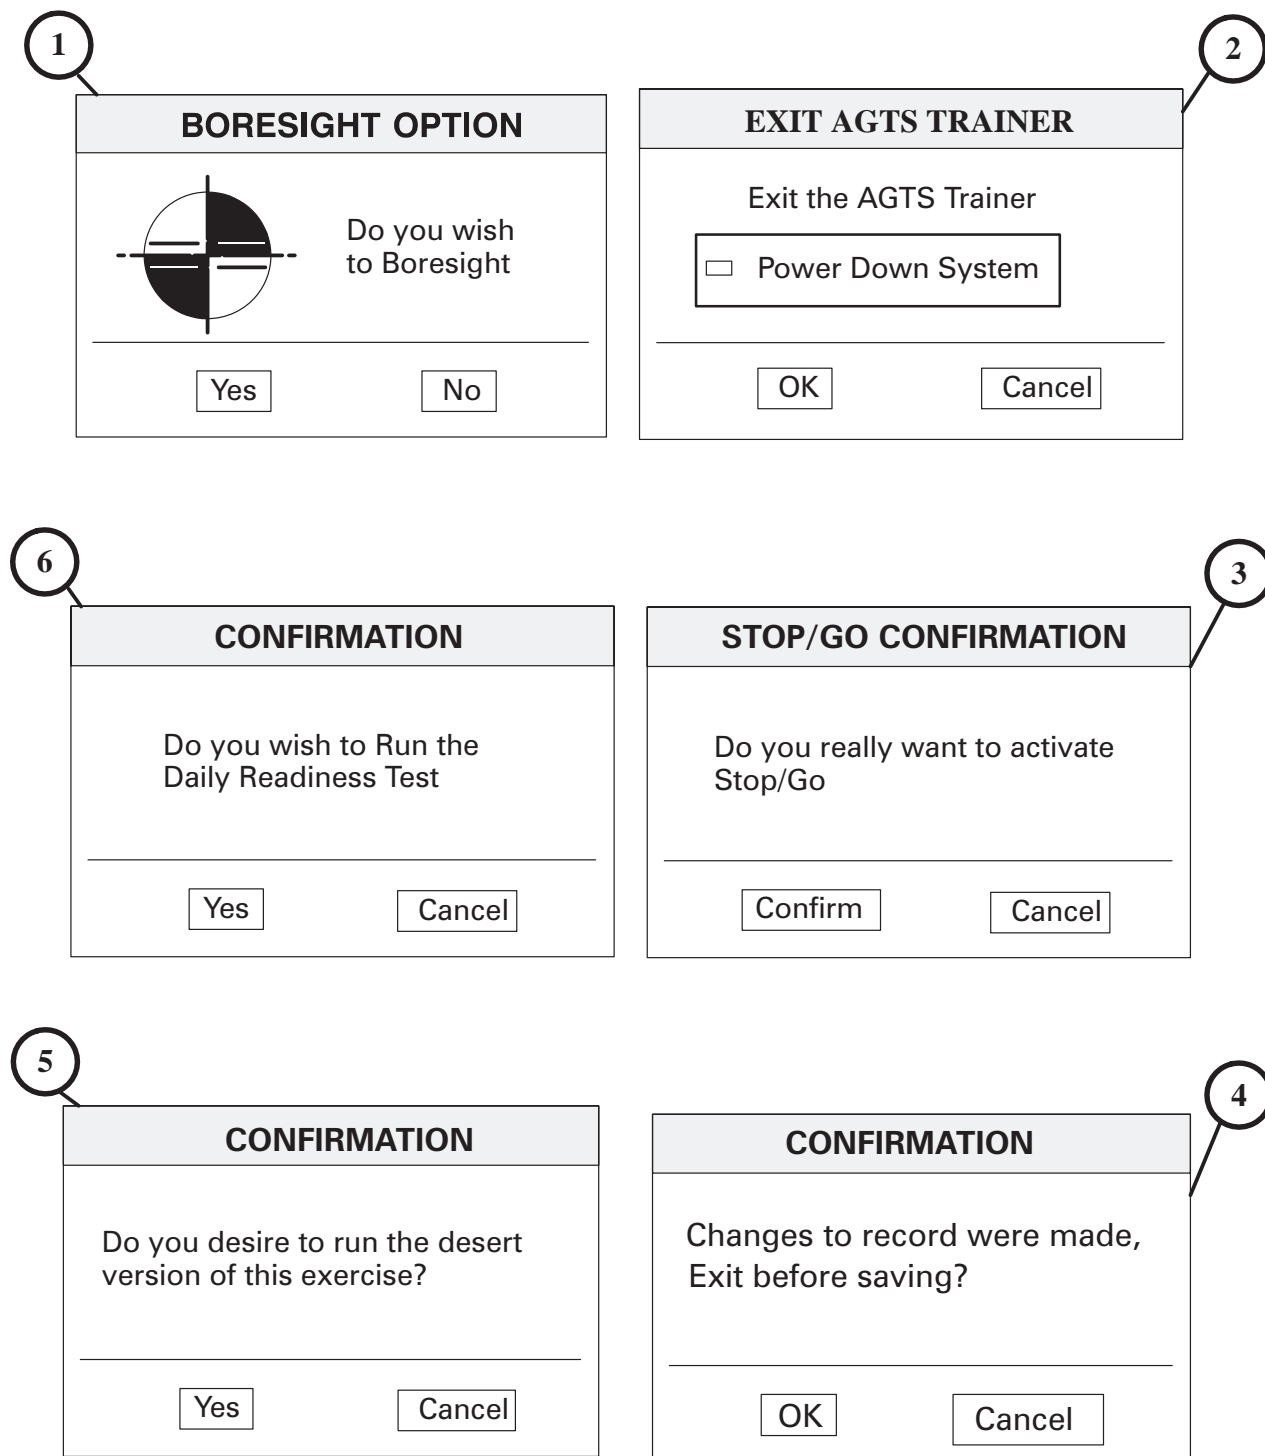 1
BORESIGHT OPTION
Do you wish
to Boresight
Yes
No
2
EXIT AGTS TRAINER
Exit the AGTS Trainer
Power Down System
OK
Cancel
6
CONFIRMATION
Do you wish to Run the
Daily Readiness Test
Yes
Cancel
3
STOP/GO CONFIRMATION
Do you really want to activate
Stop/Go
Confirm
Cancel
5
CONFIRMATION
Do you desire to run the desert
version of this exercise?
Yes
Cancel
4
CONFIRMATION
Changes to record were made,
Exit before saving?
OK
Cancel